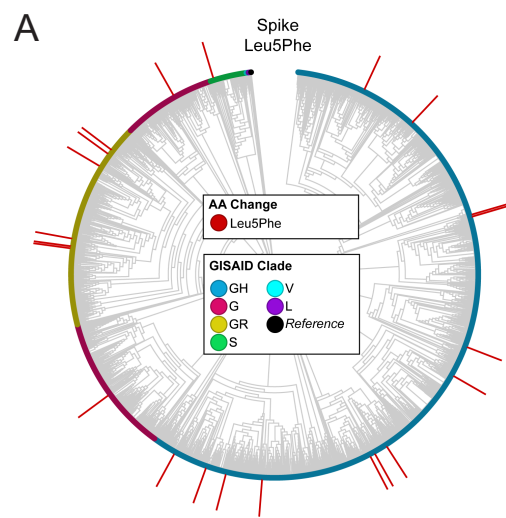 A
Spike
Leu5Phe
AA Change
Leu5Phe
GISAID Clade
GH
V
G
L
GR
Reference
S